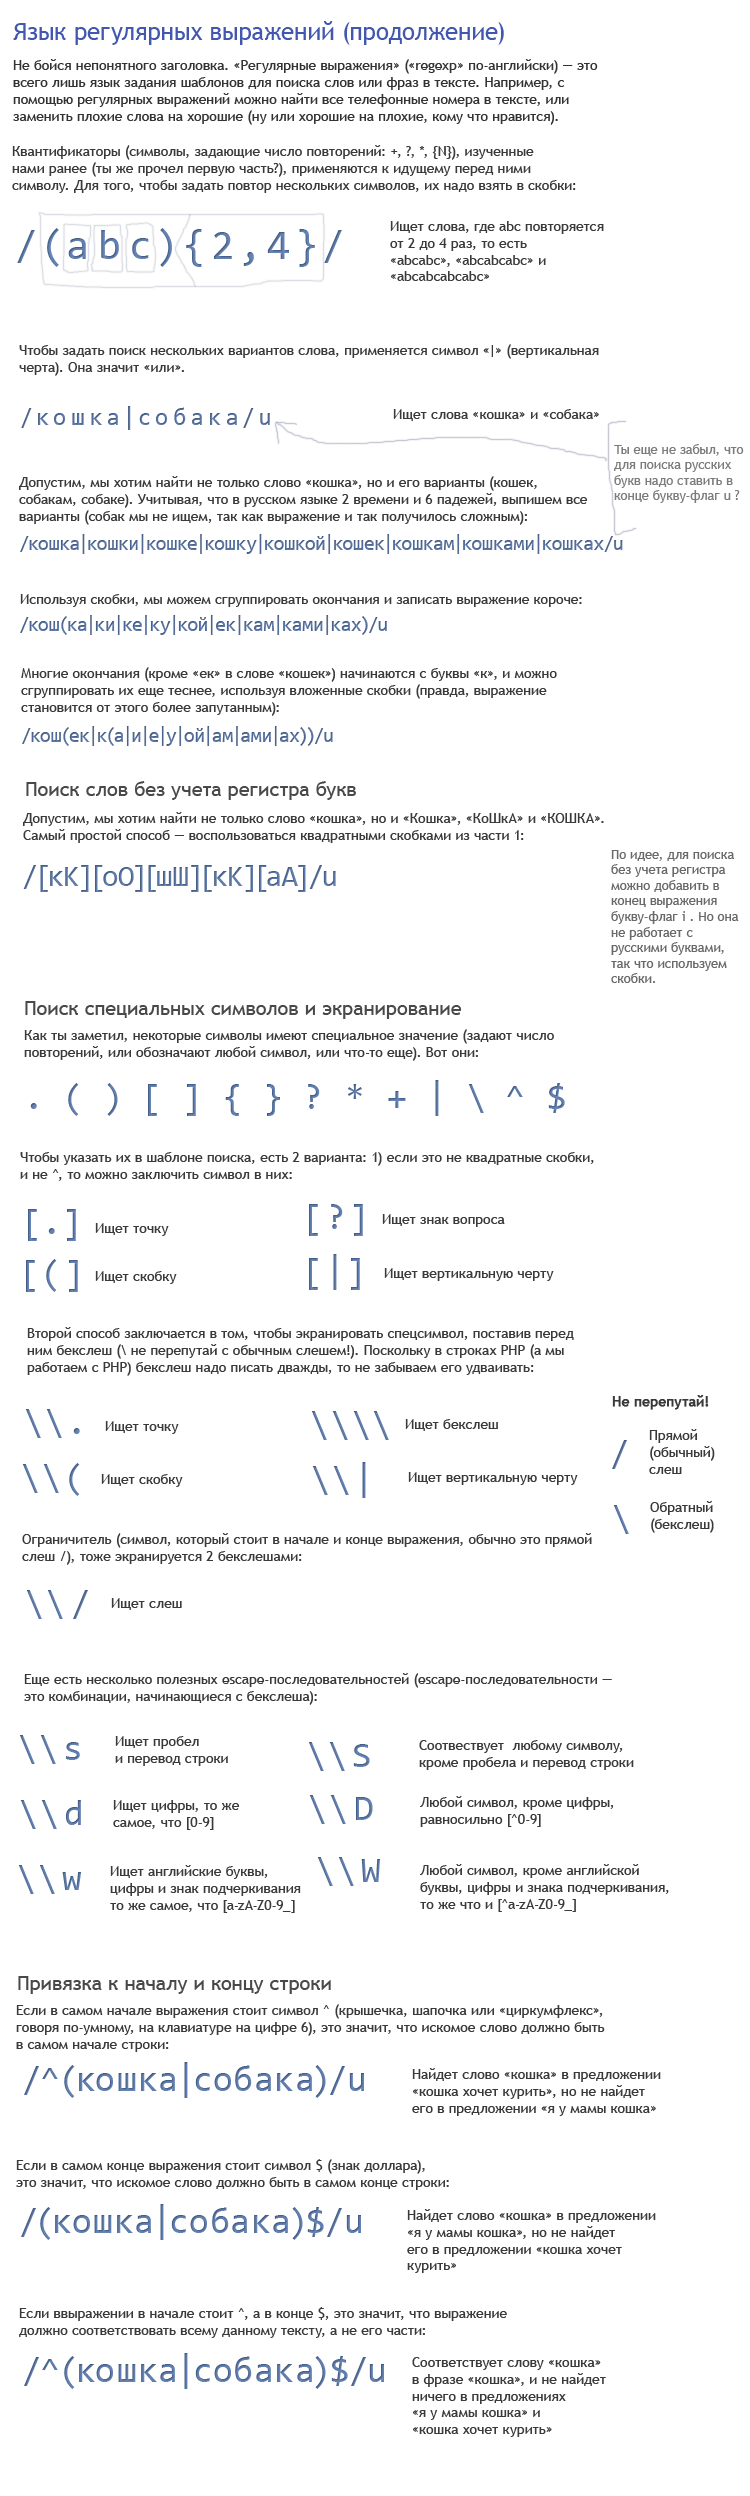 Язык регулярных выражений (продолжение)
Не бойся непонятного заголовка. «Регулярные выражения» («regexp» по-английски) — это
всего лишь язык задания шаблонов для поиска слов или фраз в тексте. Например, с
помощью регулярных выражений можно найти все телефонные номера в тексте, или
заменить плохие слова на хорошие (ну или хорошие на плохие, кому что нравится).
Квантификаторы (символы, задающие число повторений: +, ?, *, {N}), изученные
нами ранее (ты же прочел первую часть?), применяются к идущему перед ними
символу. Для того, чтобы задать повтор нескольких символов, их надо взять в скобки:
/(abc){2,4}/
Ищет слова, где abc повторяется
от 2 до 4 раз, то есть
«abcabc», «abcabcabc» и
«abcabcabcabc»
Чтобы задать поиск нескольких вариантов слова, применяется символ «|» (вертикальная
черта). Она значит «или».
/кошка|собака/u
Ищет слова «кошка» и «собака»
Ты еще не забыл, что
для поиска русских
букв надо ставить в
конце букву-флаг u ?
Допустим, мы хотим найти не только слово «кошка», но и его варианты (кошек,
собакам, собаке). Учитывая, что в русском языке 2 времени и 6 падежей, выпишем все
варианты (собак мы не ищем, так как выражение и так получилось сложным):
/кошка|кошки|кошке|кошку|кошкой|кошек|кошкам|кошками|кошках/u
Используя скобки, мы можем сгруппировать окончания и записать выражение короче:
/кош(ка|ки|ке|ку|кой|ек|кам|ками|ках)/u
Многие окончания (кроме «ек» в слове «кошек») начинаются с буквы «к», и можно
сгруппировать их еще теснее, используя вложенные скобки (правда, выражение
становится от этого более запутанным):
/кош(ек|к(а|и|е|у|ой|ам|ами|ах))/u
Поиск слов без учета регистра букв
Допустим, мы хотим найти не только слово «кошка», но и «Кошка», «КоШкА» и «КОШКА».
Самый простой способ — воспользоваться квадратными скобками из части 1:
/[кК][оО][шШ][кК][аА]/u
По идее, для поиска
без учета регистра
можно добавить в
конец выражения
букву-флаг i . Но она
не работает с
русскими буквами,
так что используем
скобки.
Поиск специальных символов и экранирование
Как ты заметил, некоторые символы имеют специальное значение (задают число
повторений, или обозначают любой символ, или что-то еще). Вот они:
. ( ) [ ] { } ? * + | \ ^ $
Чтобы указать их в шаблоне поиска, есть 2 варианта: 1) если это не квадратные скобки,
и не ^, то можно заключить символ в них:
[.] Ищет точку
[?] Ищет знак вопроса
[(] Ищет скобку
[|] Ищет вертикальную черту
Второй способ заключается в том, чтобы экранировать спецсимвол, поставив перед
ним бекслеш (\ не перепутай с обычным слешем!). Поскольку в строках PHP (а мы
работаем с PHP) бекслеш надо писать дважды, то не забываем его удваивать:
\\. Ищет точку
\\\\ Ищет бекслеш
\\( Ищет скобку
\\| Ищет вертикальную черту
Не перепутай!
/
Прямой
(обычный)
слеш
\
Обратный
(бекслеш)
Ограничитель (символ, который стоит в начале и конце выражения, обычно это прямой
слеш /), тоже экранируется 2 бекслешами:
\\/ Ищет слеш
Еще есть несколько полезных escape-последовательностей (escape-последовательности —
это комбинации, начинающиеся с бекслеша):
\\s
Ищет пробел
и перевод строки
\\S
Соотвествует любому символу,
кроме пробела и перевод строки
\\d
Ищет цифры, то же
самое, что [0-9]
\\D
Любой символ, кроме цифры,
равносильно [^0-9]
\\w
Ищет английские буквы,
цифры и знак подчеркивания
то же самое, что [a-zA-Z0-9_]
\\W
Любой символ, кроме английской
буквы, цифры и знака подчеркивания,
то же что и [^a-zA-Z0-9_]
Привязка к началу и концу строки
Если в самом начале выражения стоит символ ^ (крышечка, шапочка или «циркумфлекс»,
говоря по-умному, на клавиатуре на цифре 6), это значит, что искомое слово должно быть
в самом начале строки:
/^(кошка|собака)/u
Найдет слово «кошка» в предложении
«кошка хочет курить», но не найдет
его в предложении «я у мамы кошка»
Если в самом конце выражения стоит символ $ (знак доллара),
это значит, что искомое слово должно быть в самом конце строки:
/(кошка|собака)$/u
Найдет слово «кошка» в предложении
«я у мамы кошка», но не найдет
его в предложении «кошка хочет
курить»
Если ввыражении в начале стоит ^, а в конце $, это значит, что выражение
должно соответствовать всему данному тексту, а не его части:
/^(кошка|собака)$/u
Соответствует слову «кошка»
в фразе «кошка», и не найдет
ничего в предложениях
«я у мамы кошка» и
«кошка хочет курить»